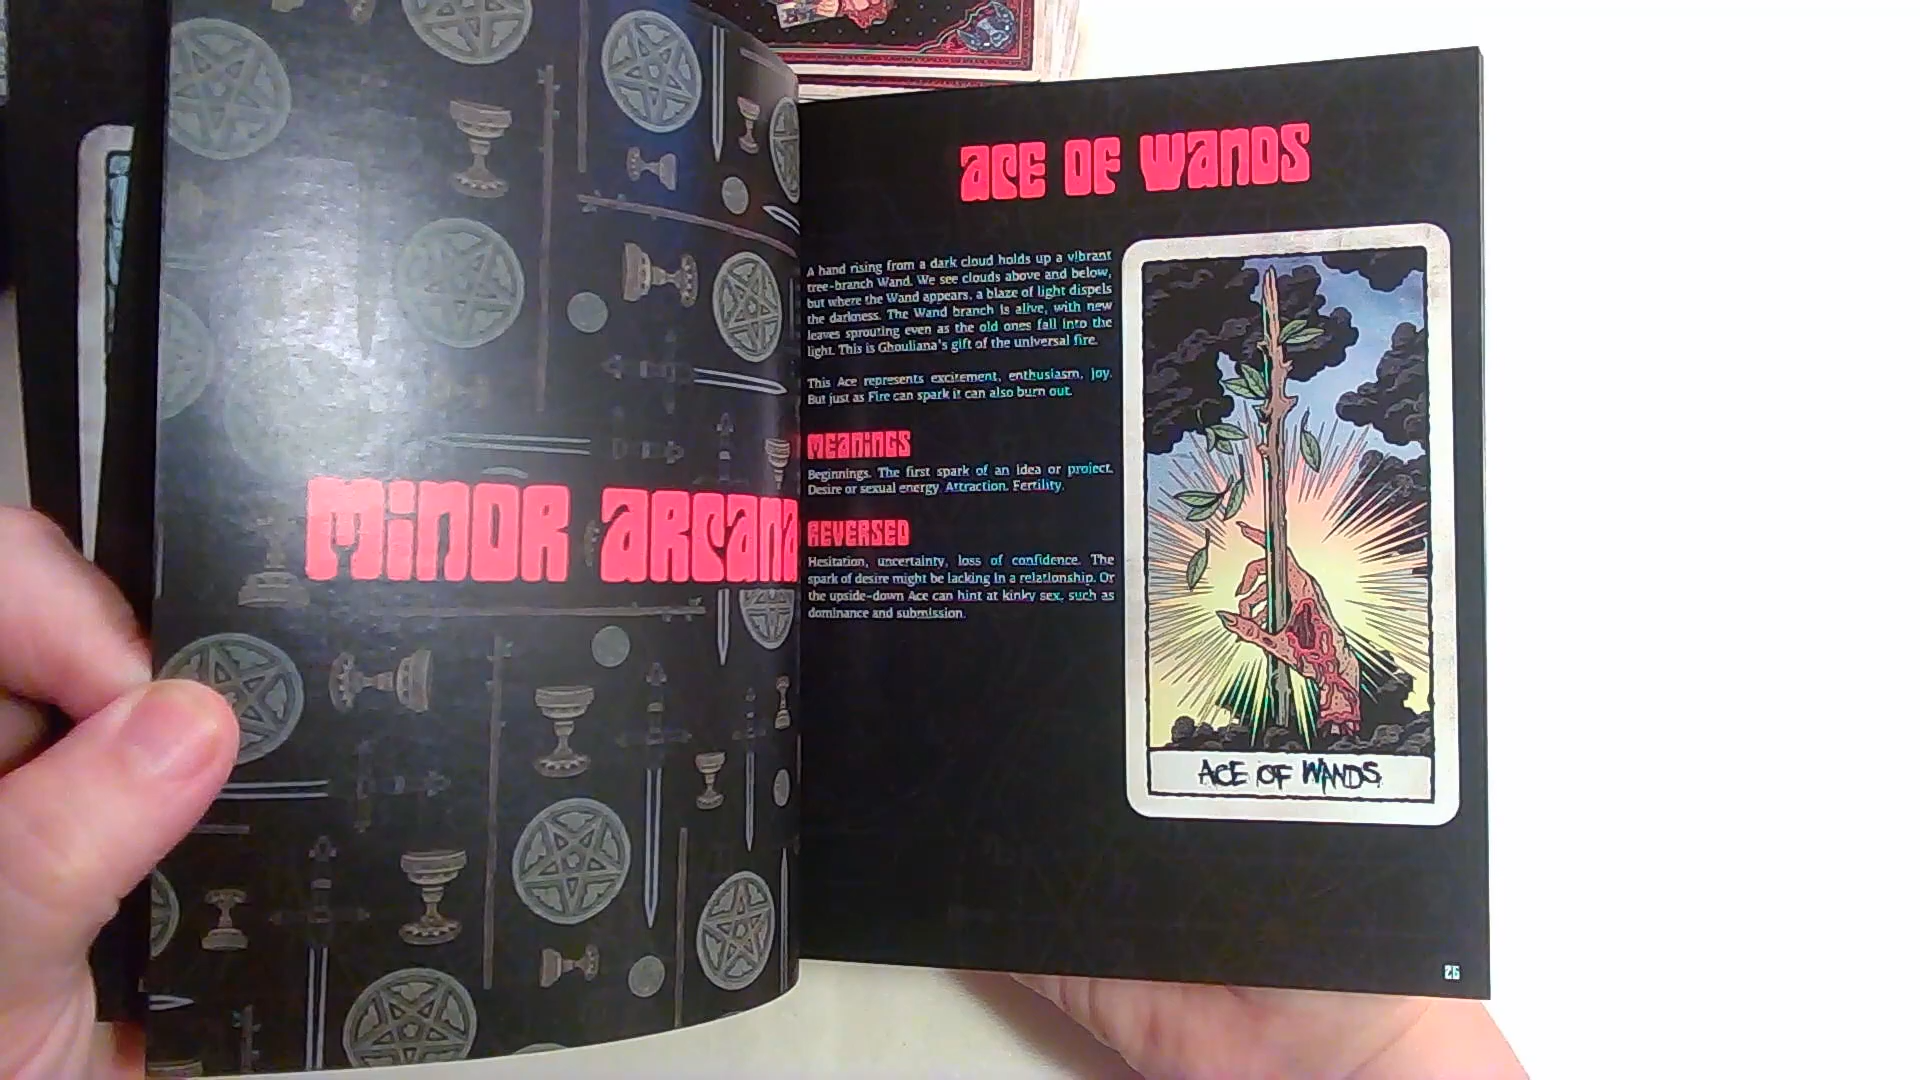 MINOR ARCANA
ACE OF WANDS
A hand rising from a dark cloud holds up a vibrant
tree-branch Wand. We see clouds above and below,
but where the Wand appears, a blaze of light dispels
the darkness. The Wand branch is alive, with new
leaves sprouting even as the old ones fall into the
light. This is Ghouliana's gift of the universal fire.
This Ace represents excitement, enthusiasm, joy.
But just as Fire can spark it can also burn out.
MEANINGS
Beginnings. The first spark of an idea or project.
Desire or sexual energy. Attraction. Fertility.
REVERSED
Hesitation, uncertainty, loss of confidence. The
spark of desire might be lacking in a relationship. Or
the upside-down Ace can hint at kinky sex, such as
dominance and submission.
ACE OF WANDS
26